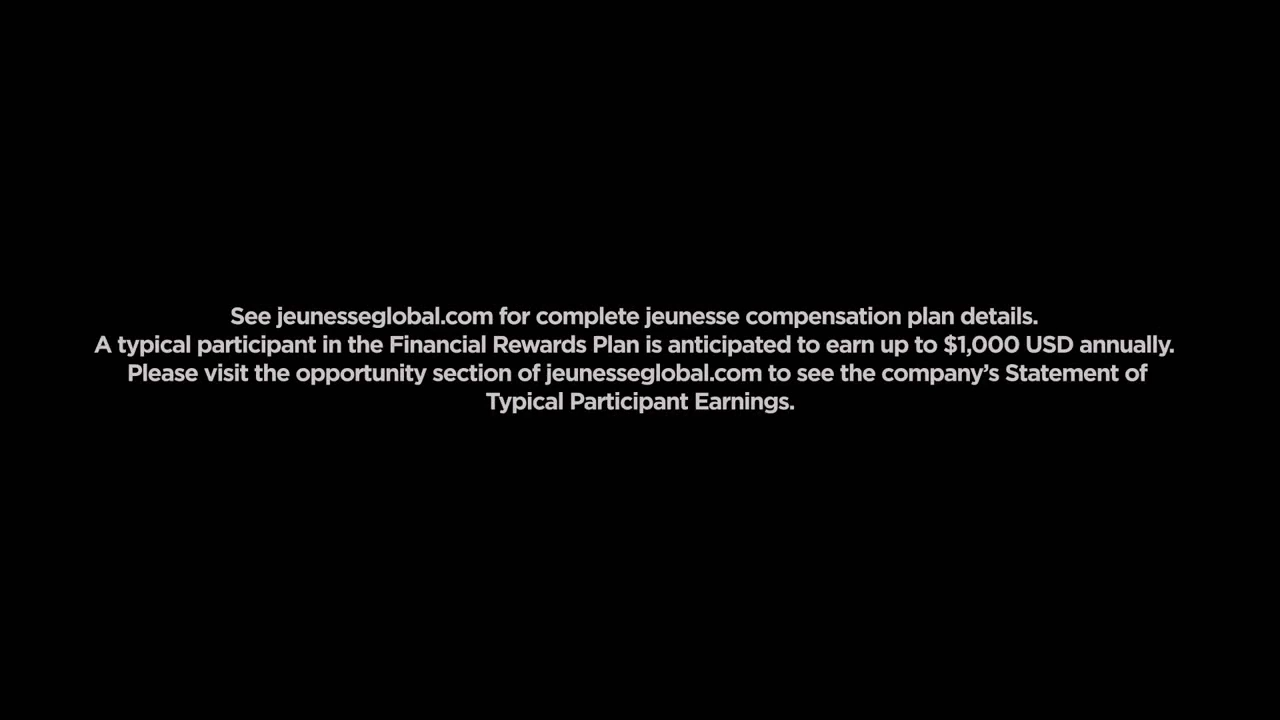 See jeunesseglobal.com for complete jeunesse compensation plan details.
A typical participant in the Financial Rewards Plan is anticipated to earn up to $1,000 USD annually.
Please visit the opportunity section of jeunesseglobal.com to see the company’s Statement of
Typical Participant Earnings.